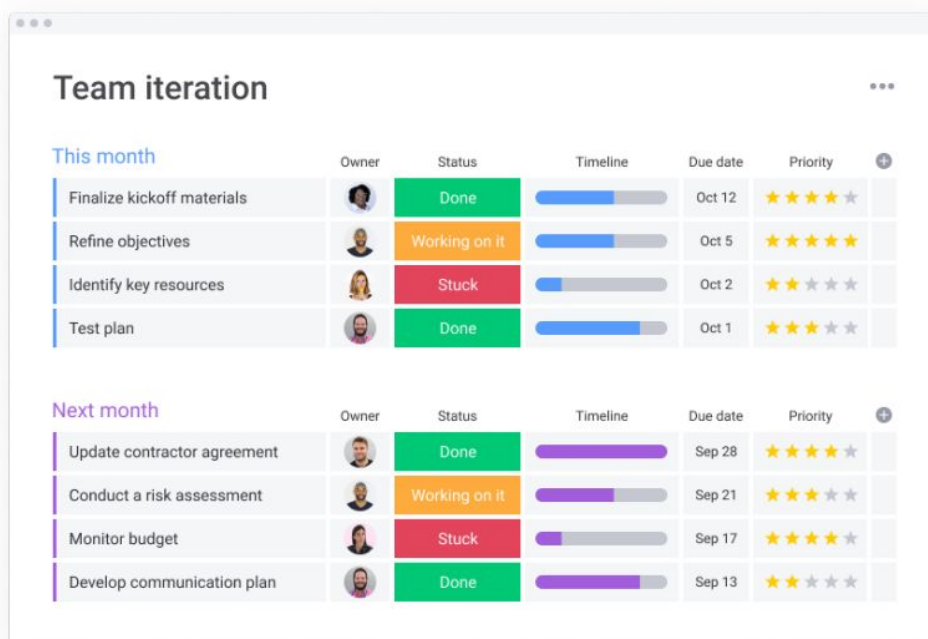 Team iteration
This month Owner Status Timeline Due date Priority
Finalize kickoff materials Done Oct 12
Refine objectives Working on it Oct 5
Identify key resources Stuck Oct 2
Test plan Done Oct 1
Next month Owner Status Timeline Due date Priority
Update contractor agreement Done Sep 28
Conduct a risk assessment Working on it Sep 21
Monitor budget Stuck Sep 17
Develop communication plan Done Sep 13